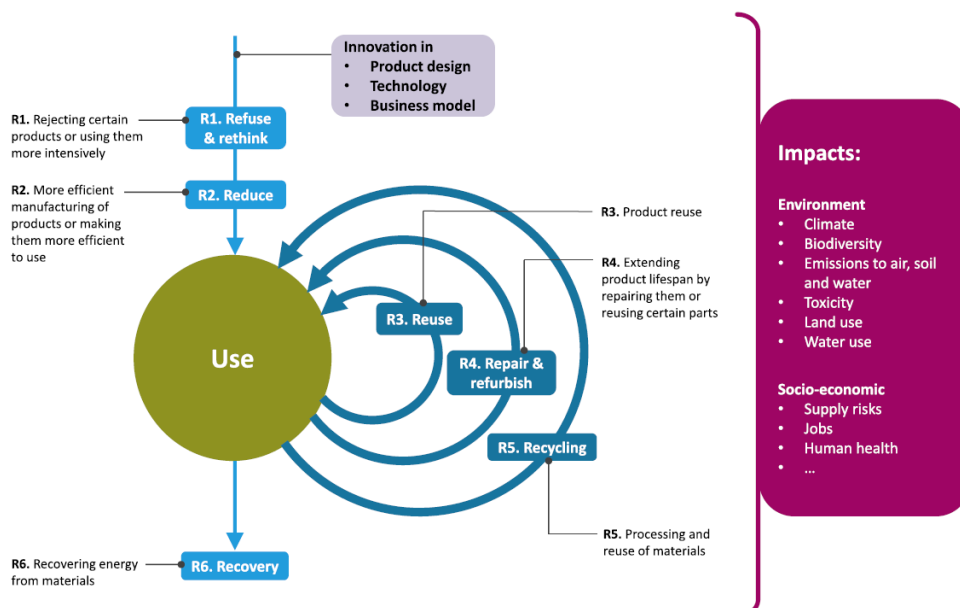 Innovation in
• Product design
• Technology
• Business model
R1. Rejecting certain
products or using them
more intensively
R1. Refuse
& rethink
R2. More efficient
manufacturing of
products or making
them more efficient
to use
R2. Reduce
R3. Product reuse
R4. Extending
product lifespan by
repairing them or
reusing certain parts
R3. Reuse
Use
R4. Repair &
refurbish
R5. Recycling
R5. Processing and
reuse of materials
R6. Recovering energy
from materials
R6. Recovery
Impacts:
Environment
• Climate
• Biodiversity
• Emissions to air, soil
and water
• Toxicity
• Land use
• Water use
Socio-economic
• Supply risks
• Jobs
• Human health
• ...